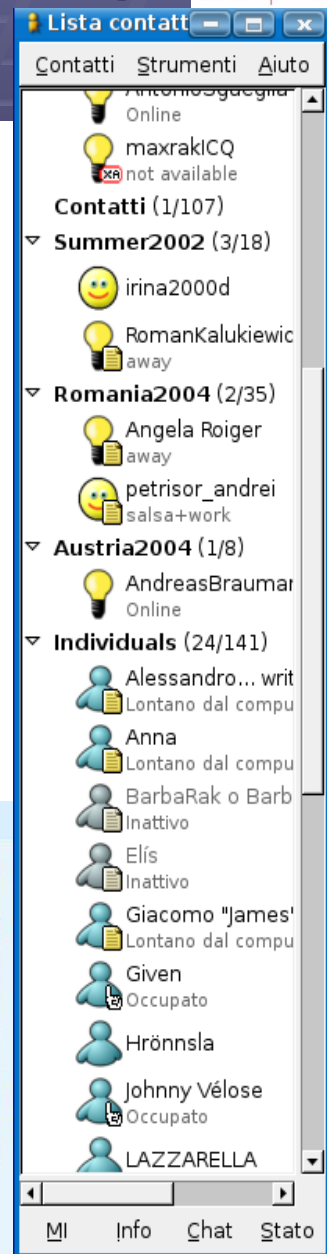 Lista contatt
Contatti Strumenti Aiuto
AntonioSgueglia
Online
maxrakICQ
XA not available
Contatti (1/107)
Summer2002 (3/18)
irina2000d
RomanKalukiewic
away
Romania2004 (2/35)
Angela Roiger
away
petrisor_andrei
salsa+work
Austria2004 (1/8)
AndreasBraumar
Online
Individuals (24/141)
Alessandro... writ
Lontano dal compu
Anna
Lontano dal compu
BarbaRak o Barb
Inattivo
Elís
Inattivo
Giacomo "James"
Lontano dal compu
Given
Occupato
Hrönnsla
Johnny Vélose
Occupato
LAZZARELLA
MI Info Chat Stato